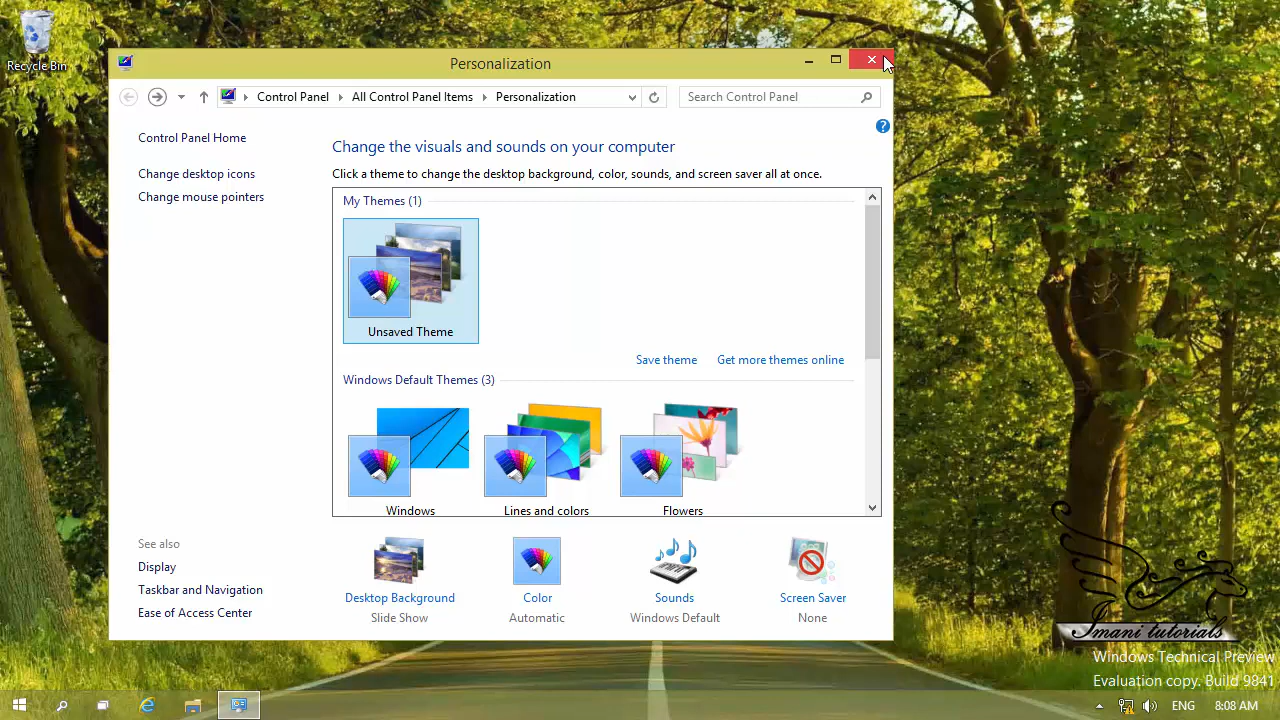 Recycle Bin
Personalization
Control Panel
All Control Panel Items
Personalization
Search Control Panel
Control Panel Home
Change desktop icons
Change mouse pointers
Change the visuals and sounds on your computer
Click a theme to change the desktop background, color, sounds, and screen saver all at once.
My Themes (1)
Unsaved Theme
Save theme
Get more themes online
Windows Default Themes (3)
Windows
Lines and colors
Flowers
See also
Display
Taskbar and Navigation
Ease of Access Center
Desktop Background
Slide Show
Color
Automatic
Sounds
Windows Default
Screen Saver
None
Imani tutorials
Windows Technical Preview
Evaluation copy. Build 9841
ENG
8:08 AM